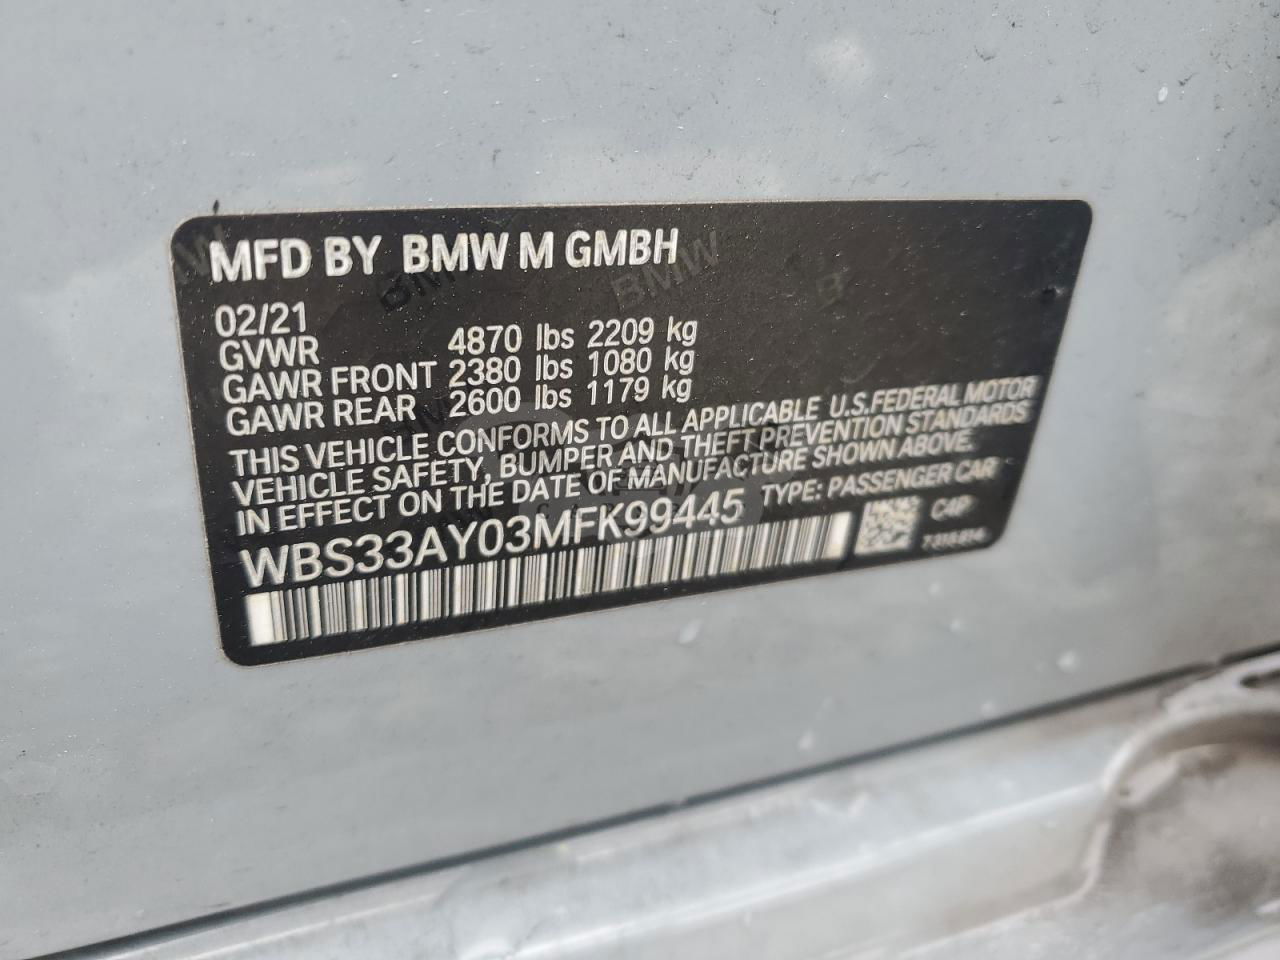 MFD BY BMW M GMBH
02/21
GVWR 4870 lbs 2209 kg
GAWR FRONT 2380 lbs 1080 kg
GAWR REAR 2600 lbs 1179 kg
THIS VEHICLE CONFORMS TO ALL APPLICABLE U.S.FEDERAL MOTOR
VEHICLE SAFETY, BUMPER AND THEFT PREVENTION STANDARDS
IN EFFECT ON THE DATE OF MANUFACTURE SHOWN ABOVE.
WBS33AY03MFK99445 TYPE: PASSENGER CAR
C4P